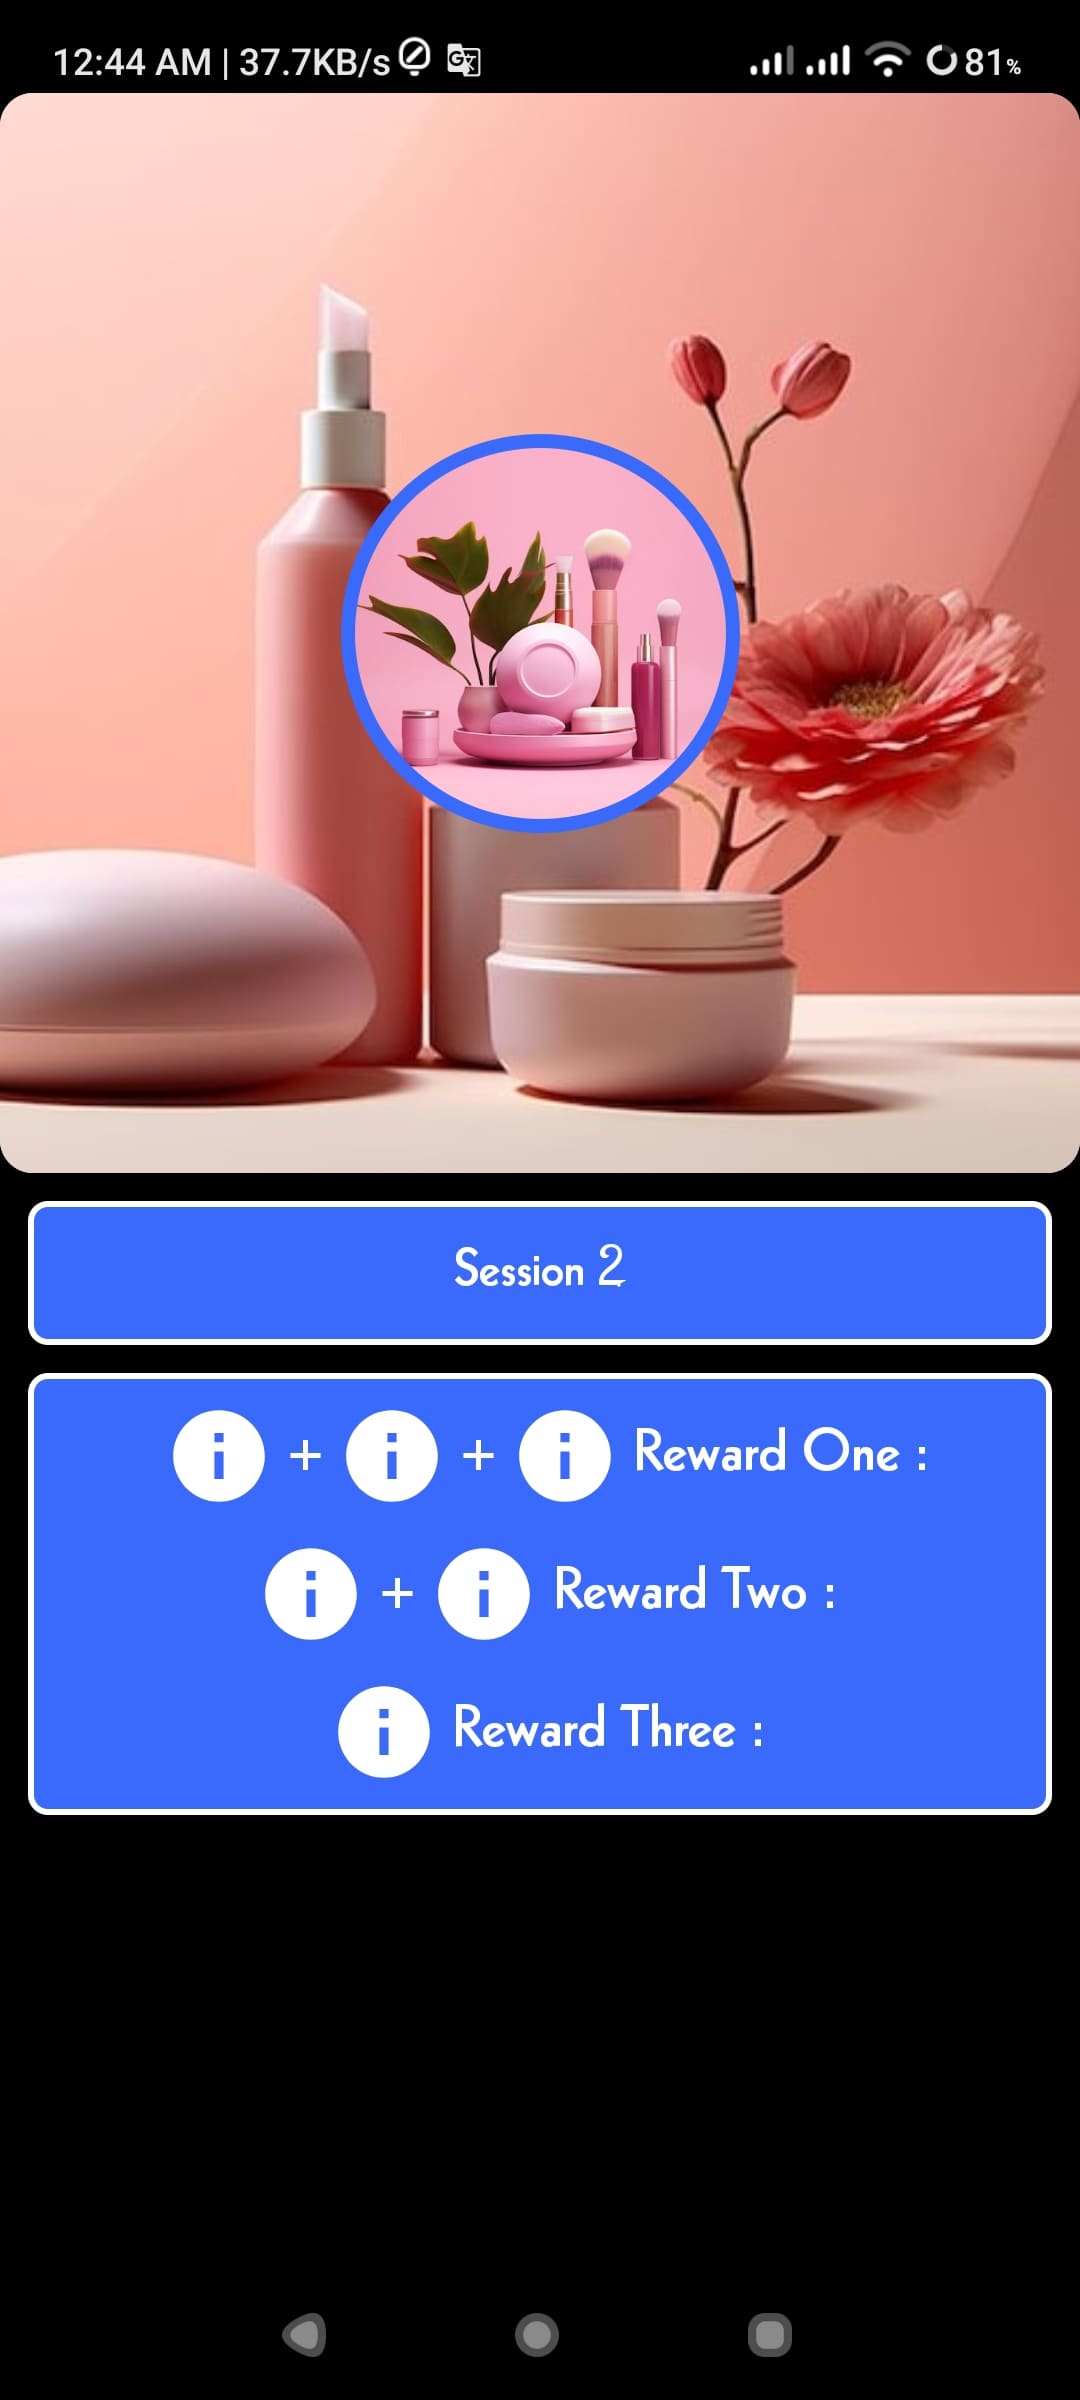 12:44 AM | 37.7KB/s 81%
Session 2
i + i + i Reward One :
i + i Reward Two :
i Reward Three :